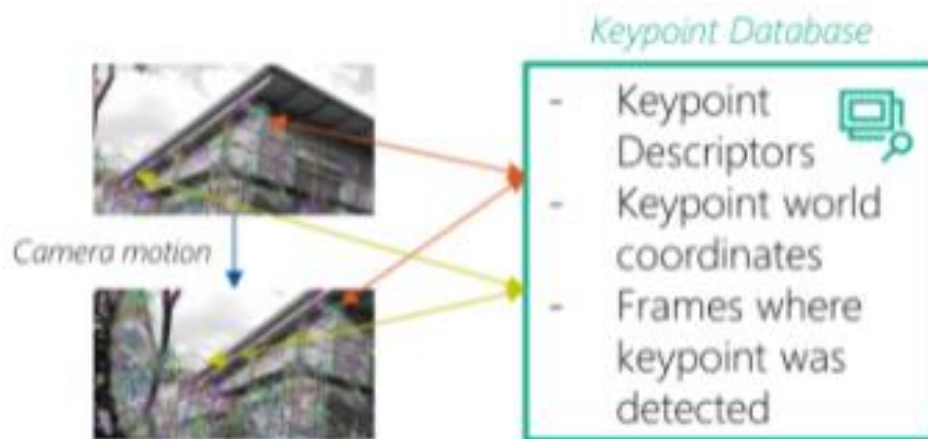 Keypoint Database
- Keypoint
Descriptors
- Keypoint world
coordinates
- Frames where
keypoint was
detected
Camera motion